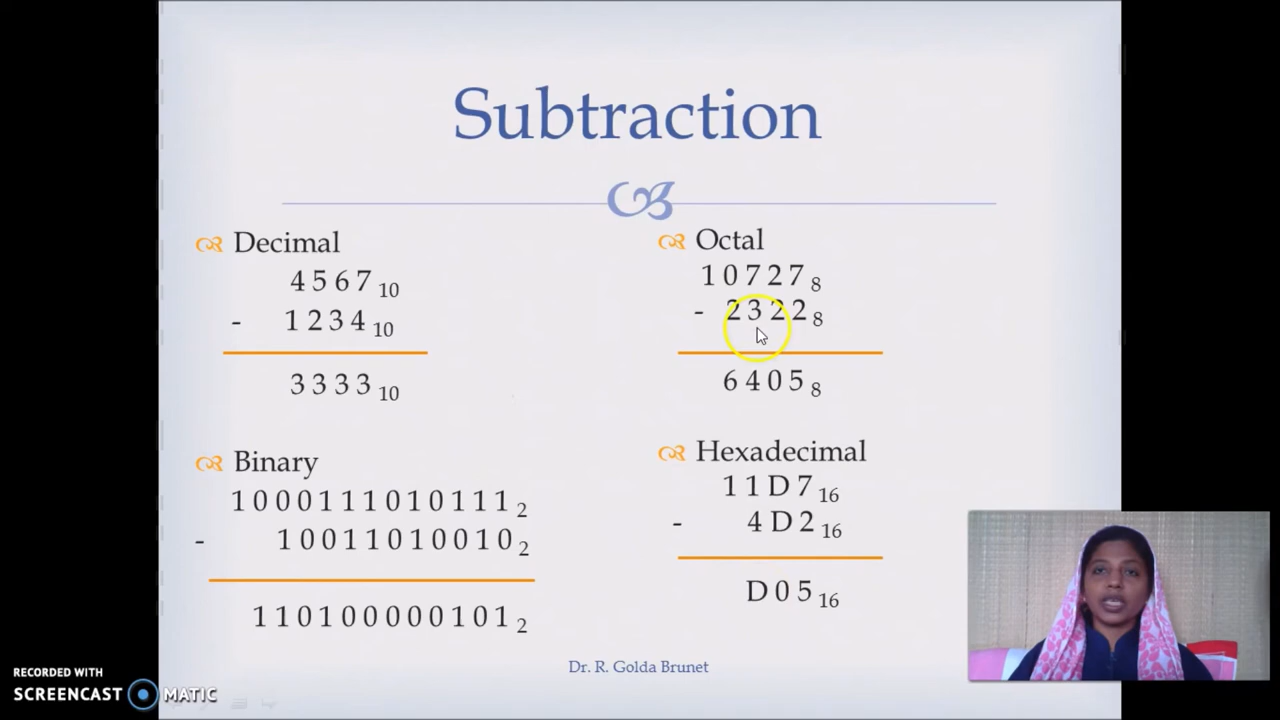 Subtraction
Decimal
4 5 6 7 10
- 1 2 3 4 10
3 3 3 3 10
Binary
1 0 0 0 1 1 1 0 1 0 1 1 1 2
- 1 0 0 1 1 0 1 0 0 1 0 2
1 1 0 1 0 0 0 0 0 1 0 1 2
Octal
1 0 7 2 7 8
- 2 3 2 2 8
6 4 0 5 8
Hexadecimal
1 1 D 7 16
- 4 D 2 16
D 0 5 16
Dr. R. Golda Brunet
RECORDED WITH
SCREENCAST MATIC